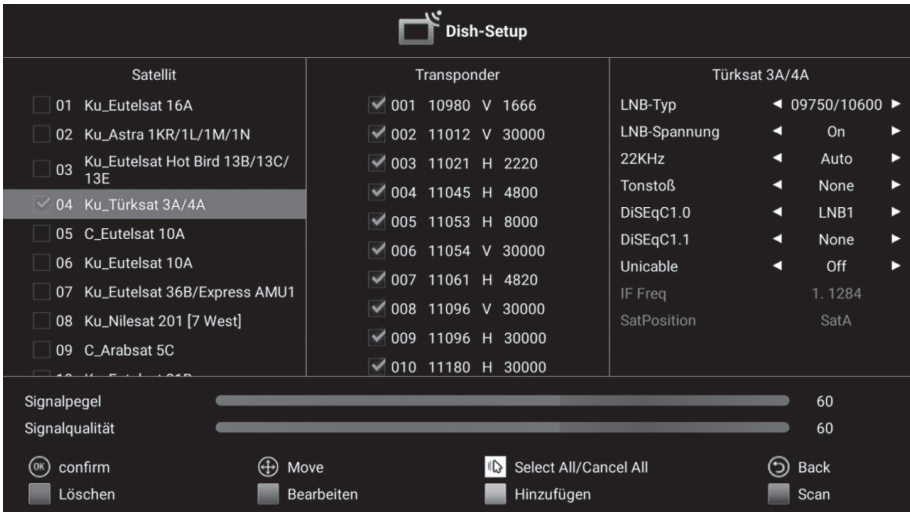 Dish-Setup
Satellit
01 Ku_Eutelsat 16A
02 Ku_Astra 1KR/1L/1M/1N
03 Ku_Eutelsat Hot Bird 13B/13C/
13E
04 Ku_Türksat 3A/4A
05 C_Eutelsat 10A
06 Ku_Eutelsat 10A
07 Ku_Eutelsat 36B/Express AMU1
08 Ku_Nilesat 201 [7 West]
09 C_Arabsat 5C
Transponder
001 10980 V 1666
002 11012 V 30000
003 11021 H 2220
004 11045 H 4800
005 11053 H 8000
006 11054 V 30000
007 11061 H 4820
008 11096 V 30000
009 11096 H 30000
010 11180 H 30000
Türksat 3A/4A
LNB-Typ 09750/10600
LNB-Spannung On
22KHz Auto
Tonstoß None
DiSEqC1.0 LNB1
DiSEqC1.1 None
Unicable Off
IF Freq 1. 1284
SatPosition SatA
Signalpegel 60
Signalqualität 60
OK confirm Move Select All/Cancel All Back
Löschen Bearbeiten Hinzufügen Scan